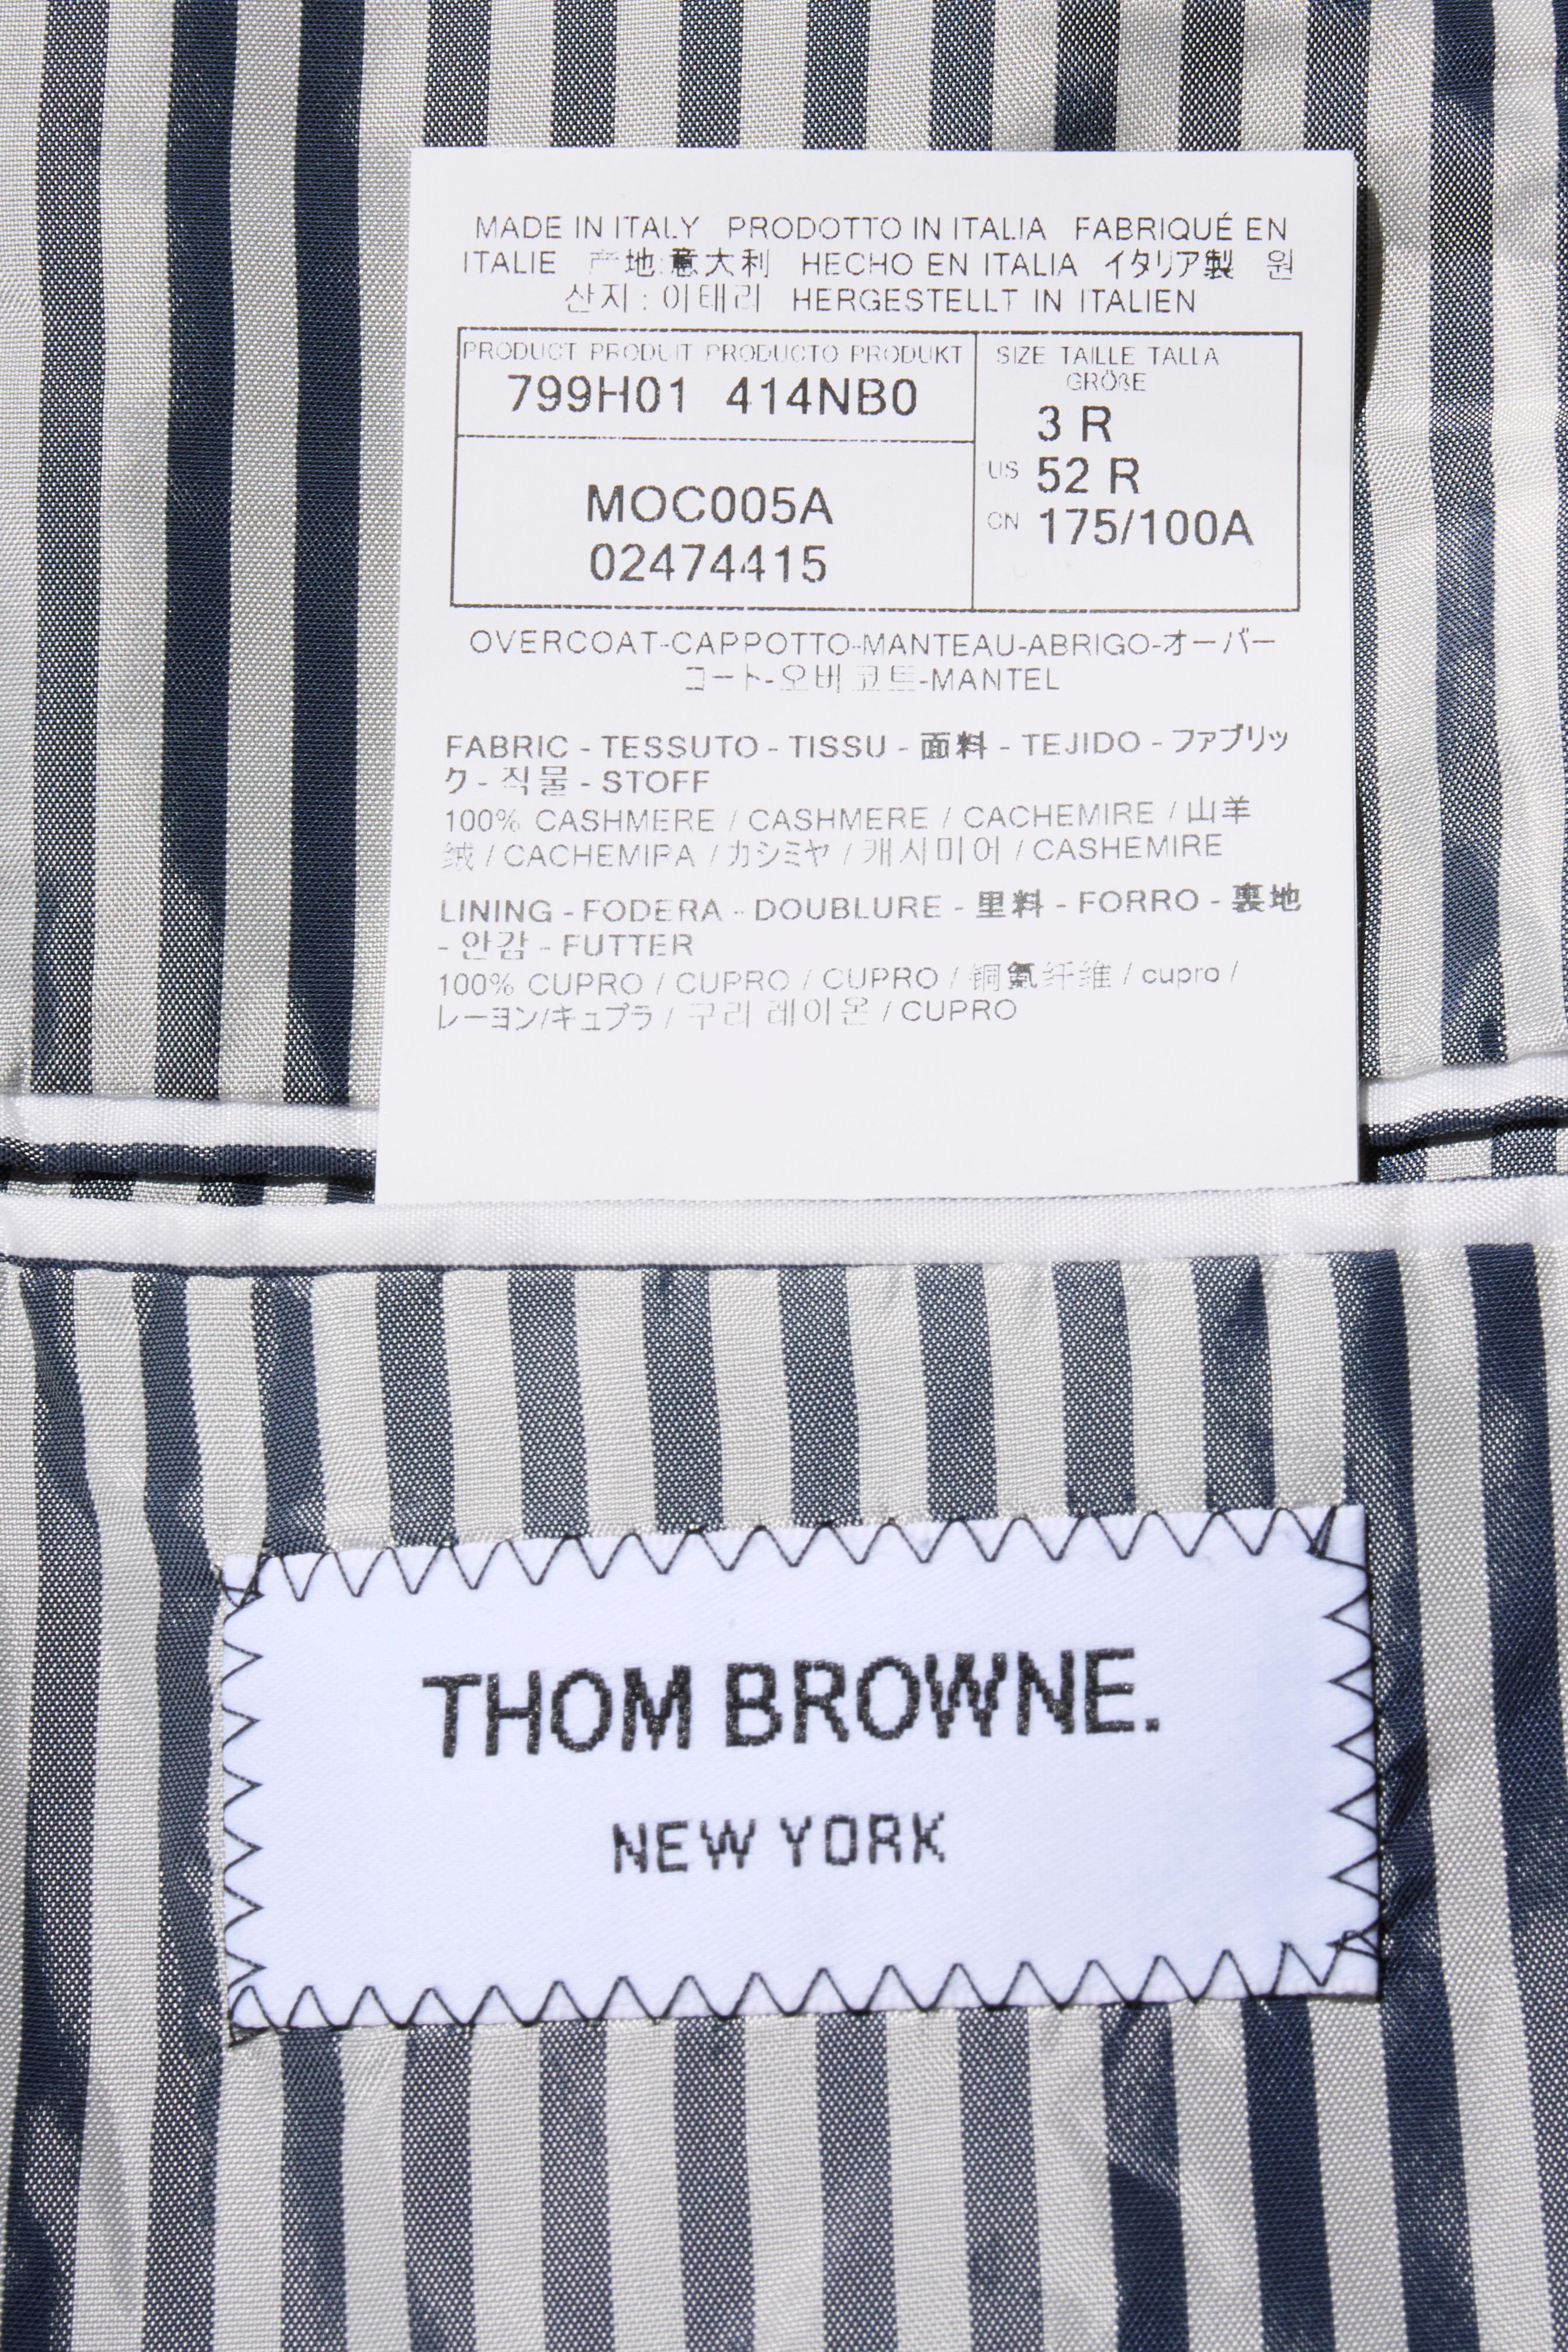 MADE IN ITALY PRODOTTO IN ITALIA FABRIQUÉ EN
ITALIE 产地:意大利 HECHO EN ITALIA イタリア製 원
산지 : 이태리 HERGESTELLT IN ITALIEN
PRODUCT PRODUIT PRODUCTO PRODUKT
799H01 414NB0
MOC005A
02474415
SIZE TAILLE TALLA
GRÖßE
3 R
US 52 R
CN 175/100A
OVERCOAT-CAPPOTTO-MANTEAU-ABRIGO-オーバー
コート-오버 코트-MANTEL
FABRIC - TESSUTO - TISSU - 面料 - TEJIDO - ファブリッ
ク - 직물 - STOFF
100% CASHMERE / CASHMERE / CACHEMIRE / 山羊
绒 / CACHEMIRA / カシミヤ / 캐시미어 / CASHEMIRE
LINING - FODERA - DOUBLURE - 里料 - FORRO - 裏地
- 안감 - FUTTER
100% CUPRO / CUPRO / CUPRO / 铜氨纤维 / cupro /
レーヨン/キュプラ / 구리 레이온 / CUPRO
THOM BROWNE.
NEW YORK